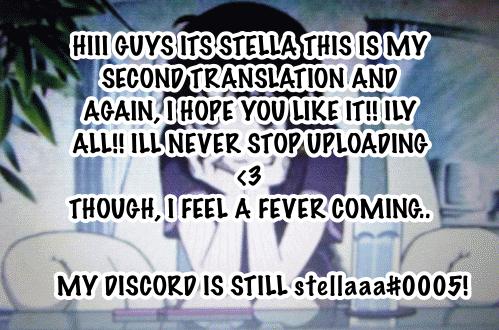 HIII GUYS ITS STELLA THIS IS MY
SECOND TRANSLATION AND
AGAIN, I HOPE YOU LIKE IT!! ILY
ALL!! ILL NEVER STOP UPLOADING
<3
THOUGH, I FEEL A FEVER COMING..
MY DISCORD IS STILL stellaaa#0005!